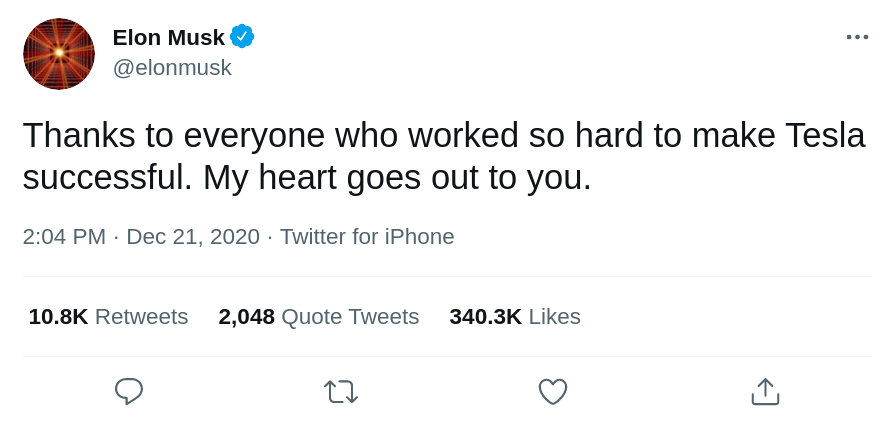 Elon Musk
@elonmusk
Thanks to everyone who worked so hard to make Tesla
successful. My heart goes out to you.
2:04 PM · Dec 21, 2020 · Twitter for iPhone
10.8K Retweets 2,048 Quote Tweets 340.3K Likes